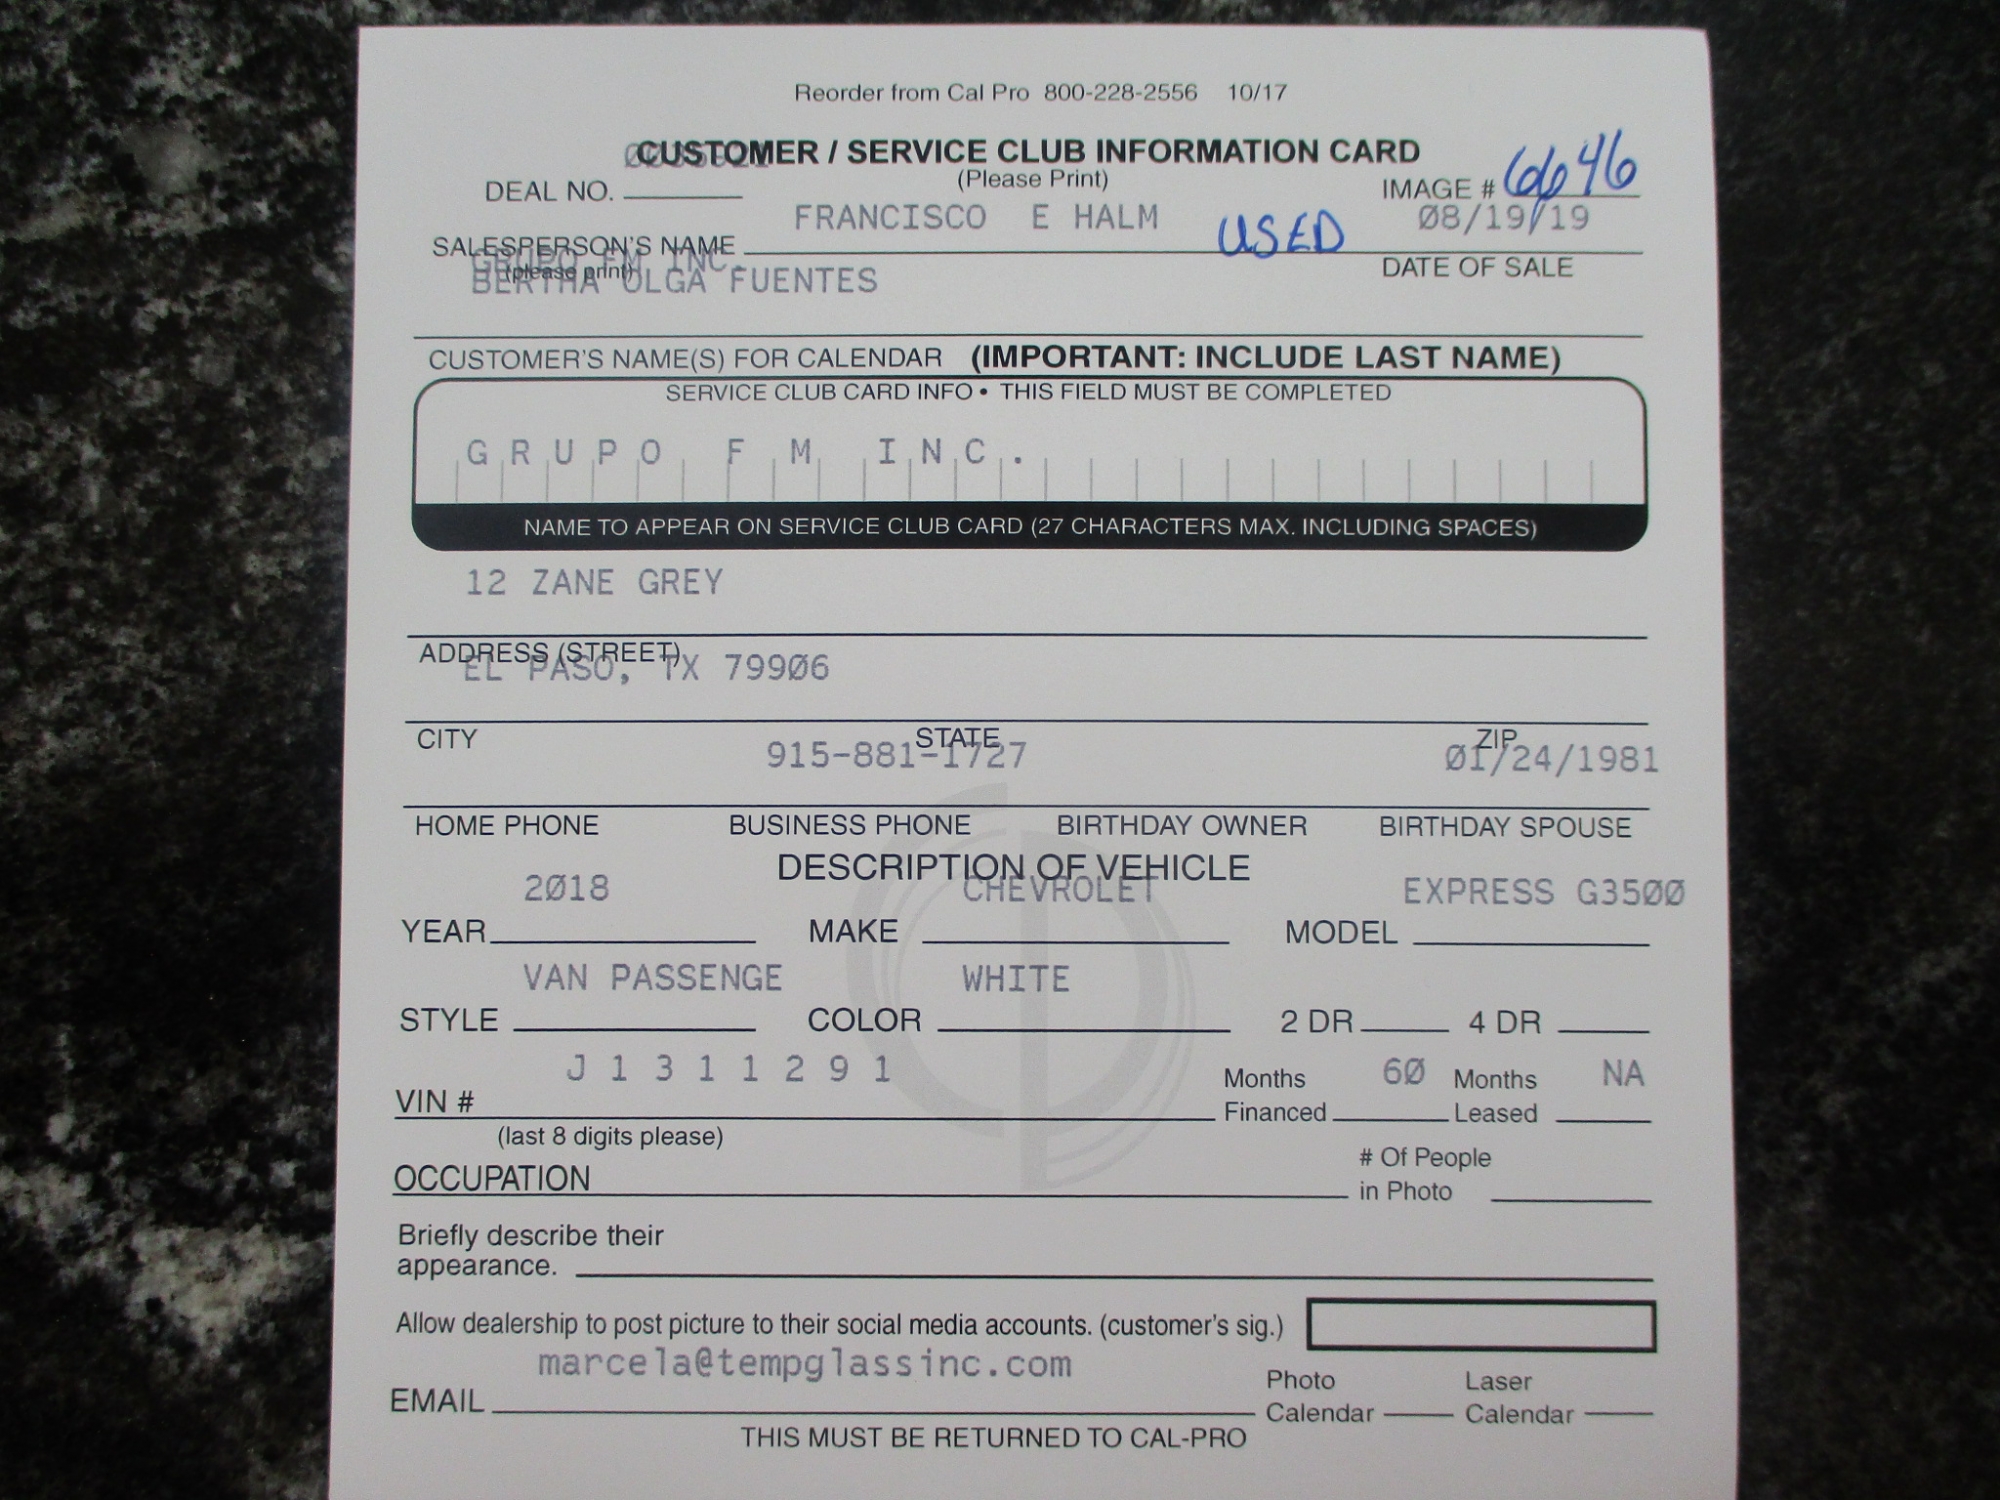 Reorder from Cal Pro 800-228-2556 10/17
CUSTOMER / SERVICE CLUB INFORMATION CARD
(Please Print)
DEAL NO. IMAGE # 6646
FRANCISCO E HALM USED 08/19/19
SALESPERSON'S NAME
(please print) DATE OF SALE
GRUPO FM INC.
BERTHA OLGA FUENTES
CUSTOMER'S NAME(S) FOR CALENDAR (IMPORTANT: INCLUDE LAST NAME)
SERVICE CLUB CARD INFO • THIS FIELD MUST BE COMPLETED
GRUPO FM INC.
NAME TO APPEAR ON SERVICE CLUB CARD (27 CHARACTERS MAX. INCLUDING SPACES)
12 ZANE GREY
ADDRESS (STREET)
EL PASO, TX 79906
CITY STATE ZIP
915-881-1727 01/24/1981
HOME PHONE BUSINESS PHONE BIRTHDAY OWNER BIRTHDAY SPOUSE
DESCRIPTION OF VEHICLE
2018 CHEVROLET EXPRESS G3500
YEAR MAKE MODEL
VAN PASSENGE WHITE
STYLE COLOR 2 DR 4 DR
J1311291 60 NA
VIN # Months Financed Months Leased
(last 8 digits please)
OCCUPATION # Of People in Photo
Briefly describe their
appearance.
Allow dealership to post picture to their social media accounts. (customer's sig.)
marcela@tempglassinc.com
EMAIL Photo Calendar Laser Calendar
THIS MUST BE RETURNED TO CAL-PRO